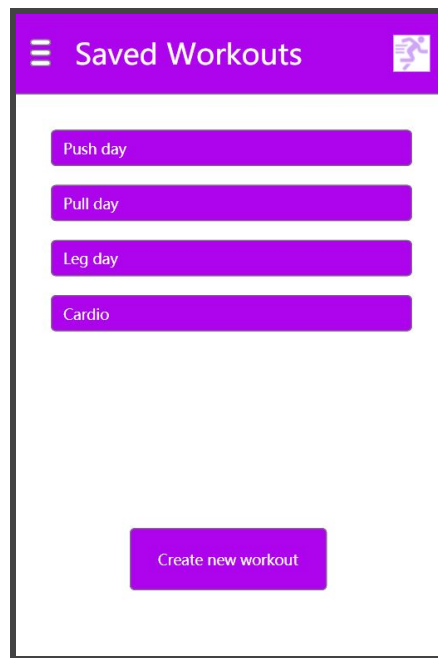 Saved Workouts
Push day
Pull day
Leg day
Cardio
Create new workout